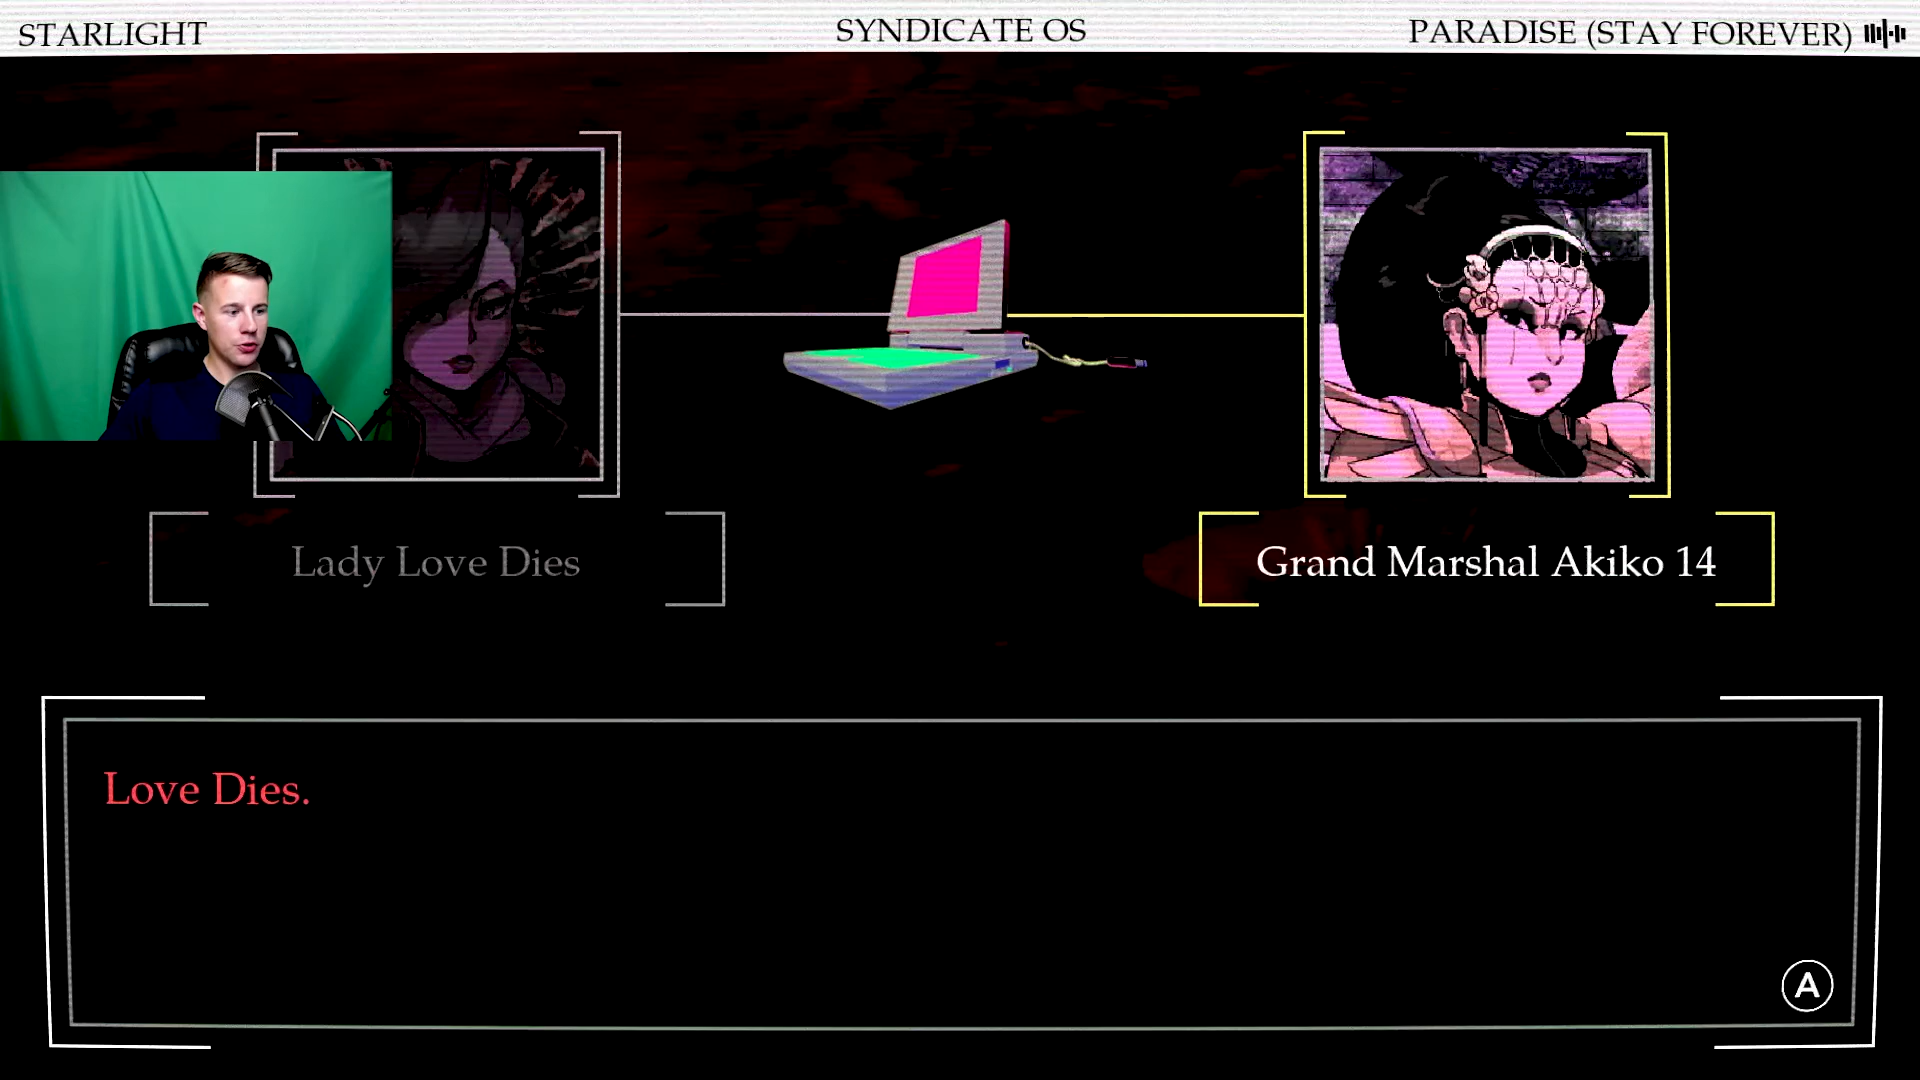 STARLIGHT
SYNDICATE OS
PARADISE (STAY FOREVER)
Lady Love Dies
Grand Marshal Akiko 14
Love Dies.
A